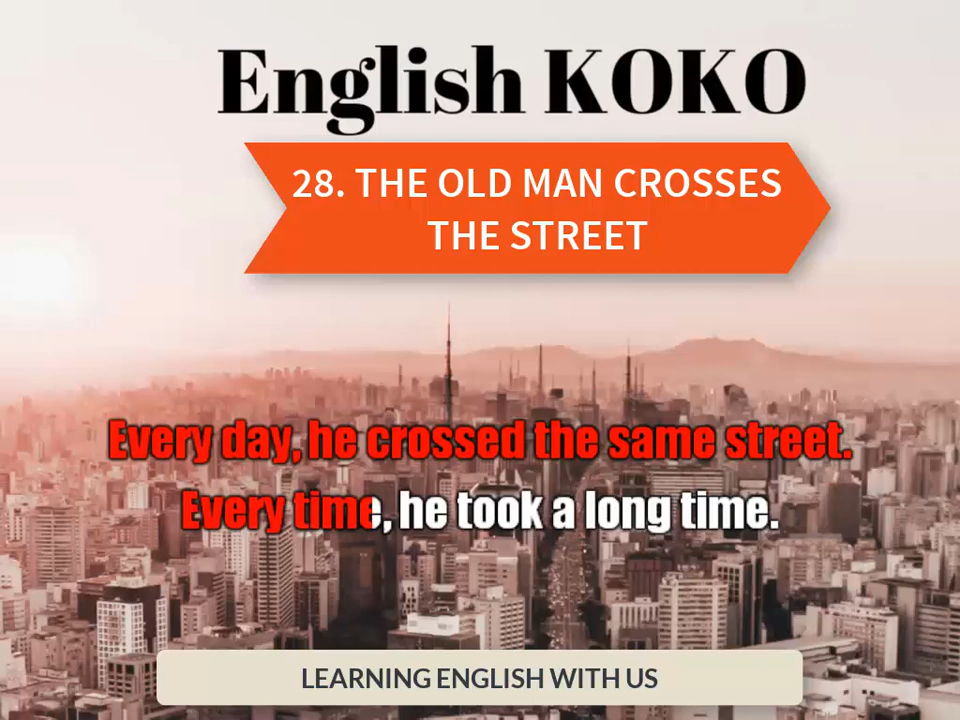 English KOKO
28. THE OLD MAN CROSSES
THE STREET
Every day, he crossed the same street.
Every time, he took a long time.
LEARNING ENGLISH WITH US